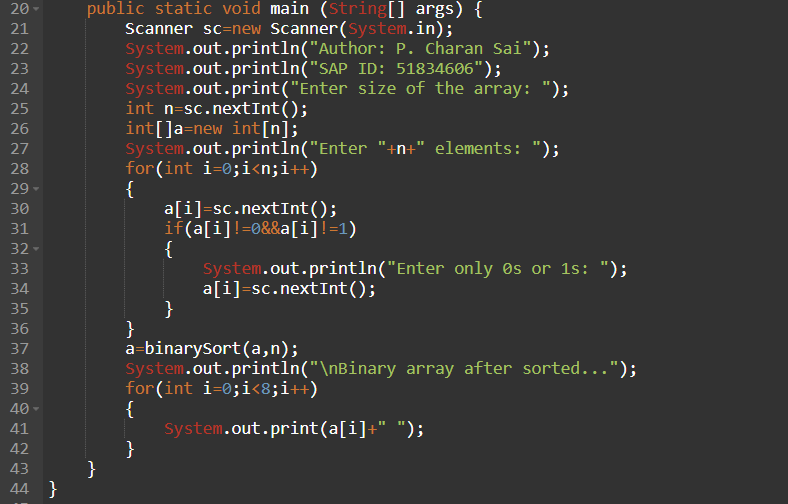 20 public static void main (String[] args) {
21 Scanner sc=new Scanner(System.in);
22 System.out.println("Author: P. Charan Sai");
23 System.out.println("SAP ID: 51834606");
24 System.out.print("Enter size of the array: ");
25 int n=sc.nextInt();
26 int[]a=new int[n];
27 System.out.println("Enter "+n+" elements: ");
28 for(int i=0;i<n;i++)
29 {
30 a[i]=sc.nextInt();
31 if(a[i]!=0&&a[i]!=1)
32 {
33 System.out.println("Enter only 0s or 1s: ");
34 a[i]=sc.nextInt();
35 }
36 }
37 a=binarySort(a,n);
38 System.out.println("\nBinary array after sorted...");
39 for(int i=0;i<8;i++)
40 {
41 System.out.print(a[i]+" ");
42 }
43 }
44 }